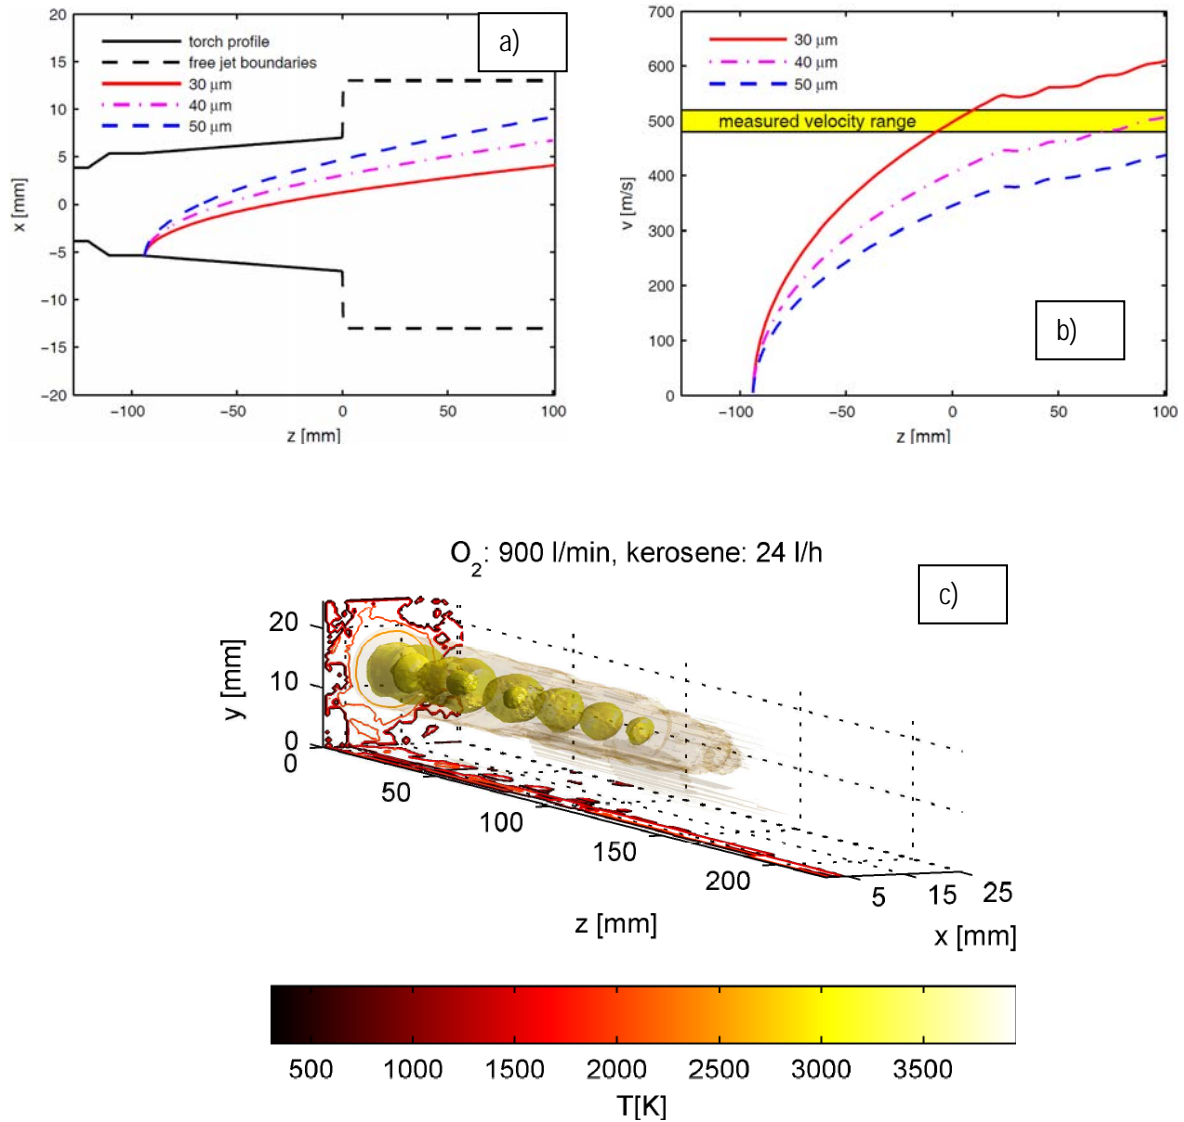 a)
torch profile
free jet boundaries
30 μm
40 μm
50 μm
20
15
10
5
0
−5
−10
−15
−20
x [mm]
−100
−50
0
50
100
z [mm]
b)
30 μm
40 μm
50 μm
measured velocity range
700
600
500
400
300
200
100
0
v [m/s]
−100
−50
0
50
100
z [mm]
O2: 900 l/min, kerosene: 24 l/h
c)
20
10
0
y [mm]
0
50
100
150
200
z [mm]
5
15
25
x [mm]
500 1000 1500 2000 2500 3000 3500
T[K]